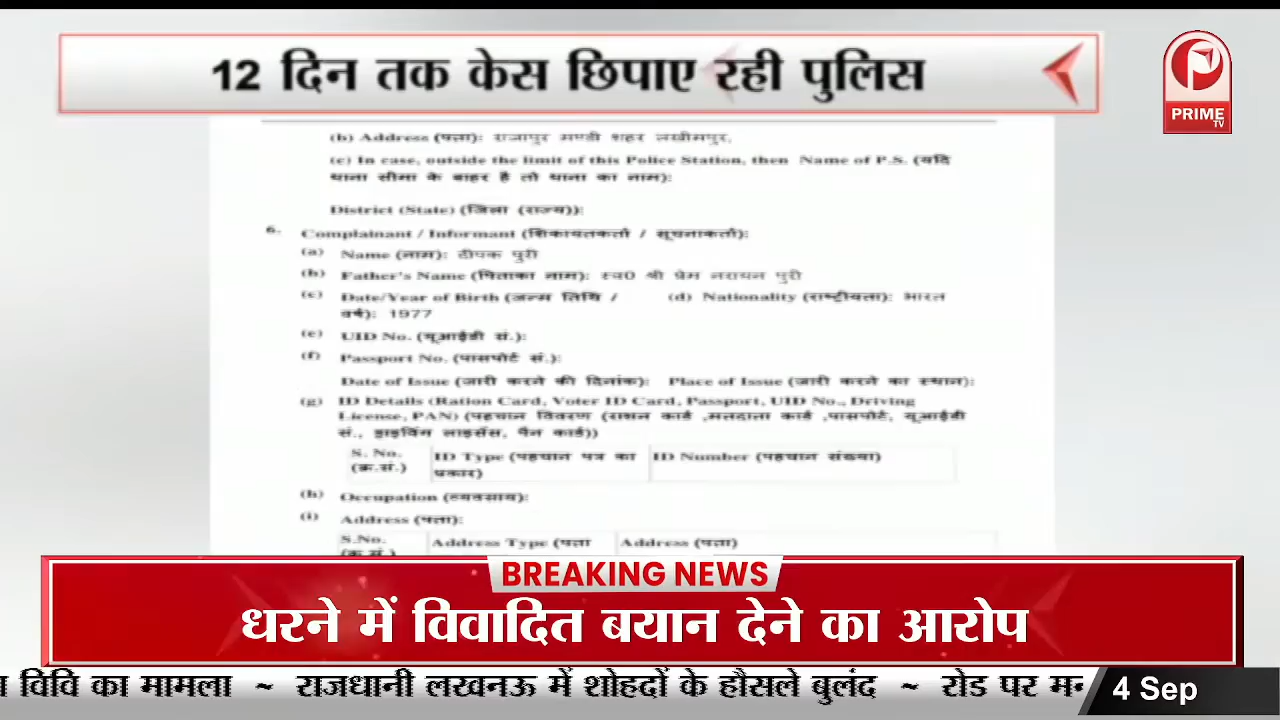 12 दिन तक केस छिपाए रही पुलिस
PRIME
TV
(b) Address (पता): राजापुर मण्डी शहर लखीमपुर,
(c) In case, outside the limit of this Police Station, then Name of P.S. (यदि
थाना सीमा के बाहर है तो थाना का नाम):
District (State) (जिला (राज्य)):
6. Complainant / Informant (शिकायतकर्ता / सूचनाकर्ता):
(a) Name (नाम): दीपक पुरी
(b) Father's Name (पिताका नाम): स्व0 श्री प्रेम नरायन पुरी
(c) Date/Year of Birth (जन्म तिथि / (d) Nationality (राष्ट्रीयता): भारत
वर्ष): 1977
(e) UID No. (यूआईडी सं.):
(f) Passport No. (पासपोर्ट सं.):
Date of Issue (जारी करने की दिनांक): Place of Issue (जारी करने का स्थान):
(g) ID Details (Ration Card, Voter ID Card, Passport, UID No., Driving
License, PAN) (पहचान विवरण (राशन कार्ड ,मतदाता कार्ड ,पासपोर्ट, यूआईडी
सं., ड्राइविंग लाइसेंस, पैन कार्ड))
S. No. ID Type (पहचान पत्र का ID Number (पहचान संख्या)
(क्र.सं.) प्रकार)
(h) Occupation (व्यवसाय):
(i) Address (पता):
S.No. Address Type (पता Address (पता)
(क्र.सं.)
BREAKING NEWS
धरने में विवादित बयान देने का आरोप
विवि का मामला ~ राजधानी लखनऊ में शोहदों के हौसले बुलंद ~ रोड पर
4 Sep